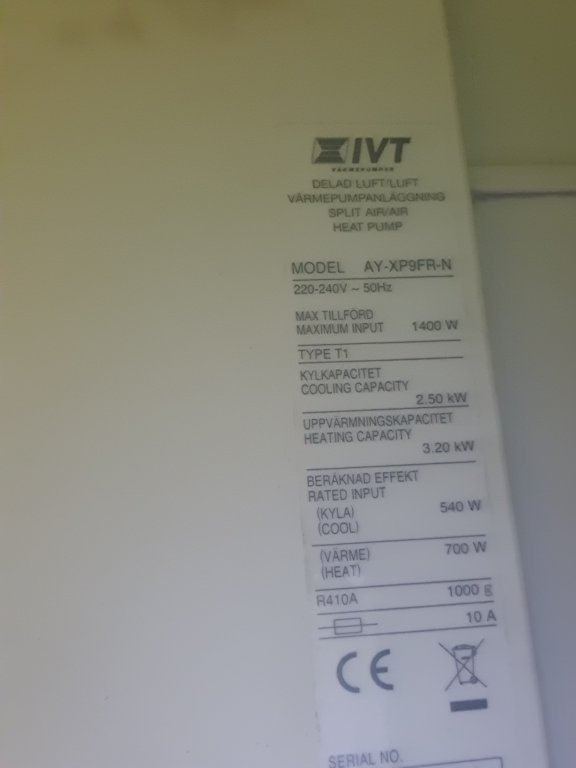 IVT
VÄRMEPUMPAR
DELAD LUFT/LUFT
VÄRMEPUMPANLÄGGNING
SPLIT AIR/AIR
HEAT PUMP
MODEL AY-XP9FR-N
220-240V ~ 50Hz
MAX TILLFÖRD
MAXIMUM INPUT 1400 W
TYPE T1
KYLKAPACITET
COOLING CAPACITY
2.50 kW
UPPVÄRMNINGSKAPACITET
HEATING CAPACITY
3.20 kW
BERÄKNAD EFFEKT
RATED INPUT
(KYLA) 540 W
(COOL)
(VÄRME) 700 W
(HEAT)
R410A 1000 g
10 A
CE
SERIAL NO.